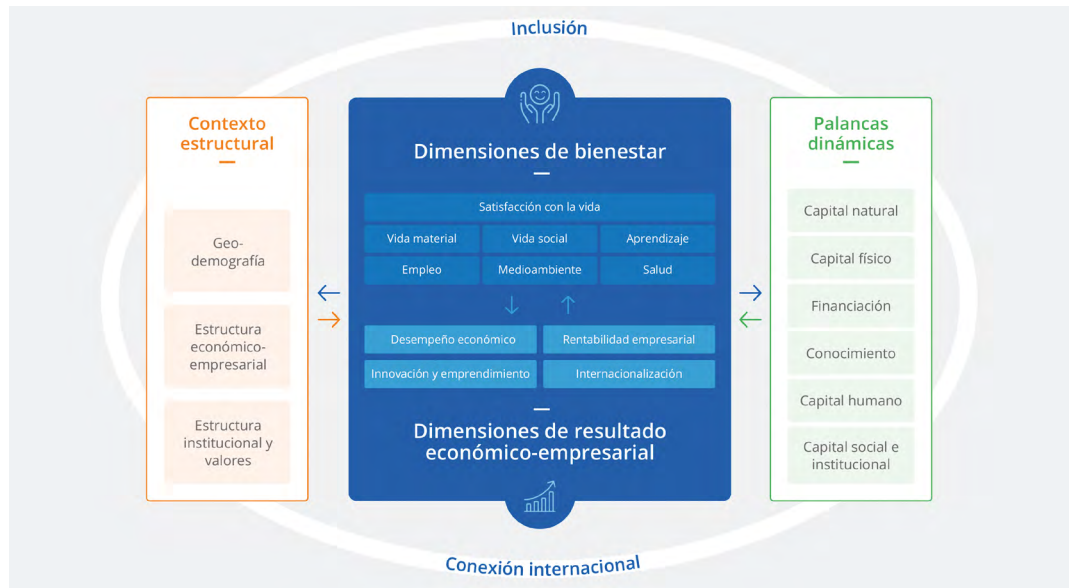 Inclusión
Contexto
estructural
Geo-
demografía
Estructura
económico-
empresarial
Estructura
institucional y
valores
Dimensiones de bienestar
Satisfacción con la vida
Vida material
Vida social
Aprendizaje
Empleo
Medioambiente
Salud
Desempeño económico
Rentabilidad empresarial
Innovación y emprendimiento
Internacionalización
Dimensiones de resultado
económico-empresarial
Palancas
dinámicas
Capital natural
Capital físico
Financiación
Conocimiento
Capital humano
Capital social e
institucional
Conexión internacional